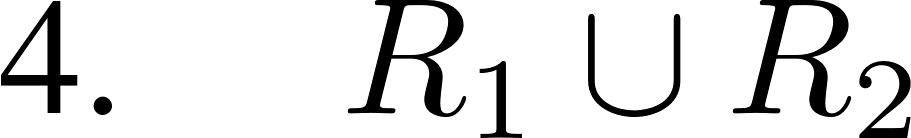 4. R₁ ∪ R₂